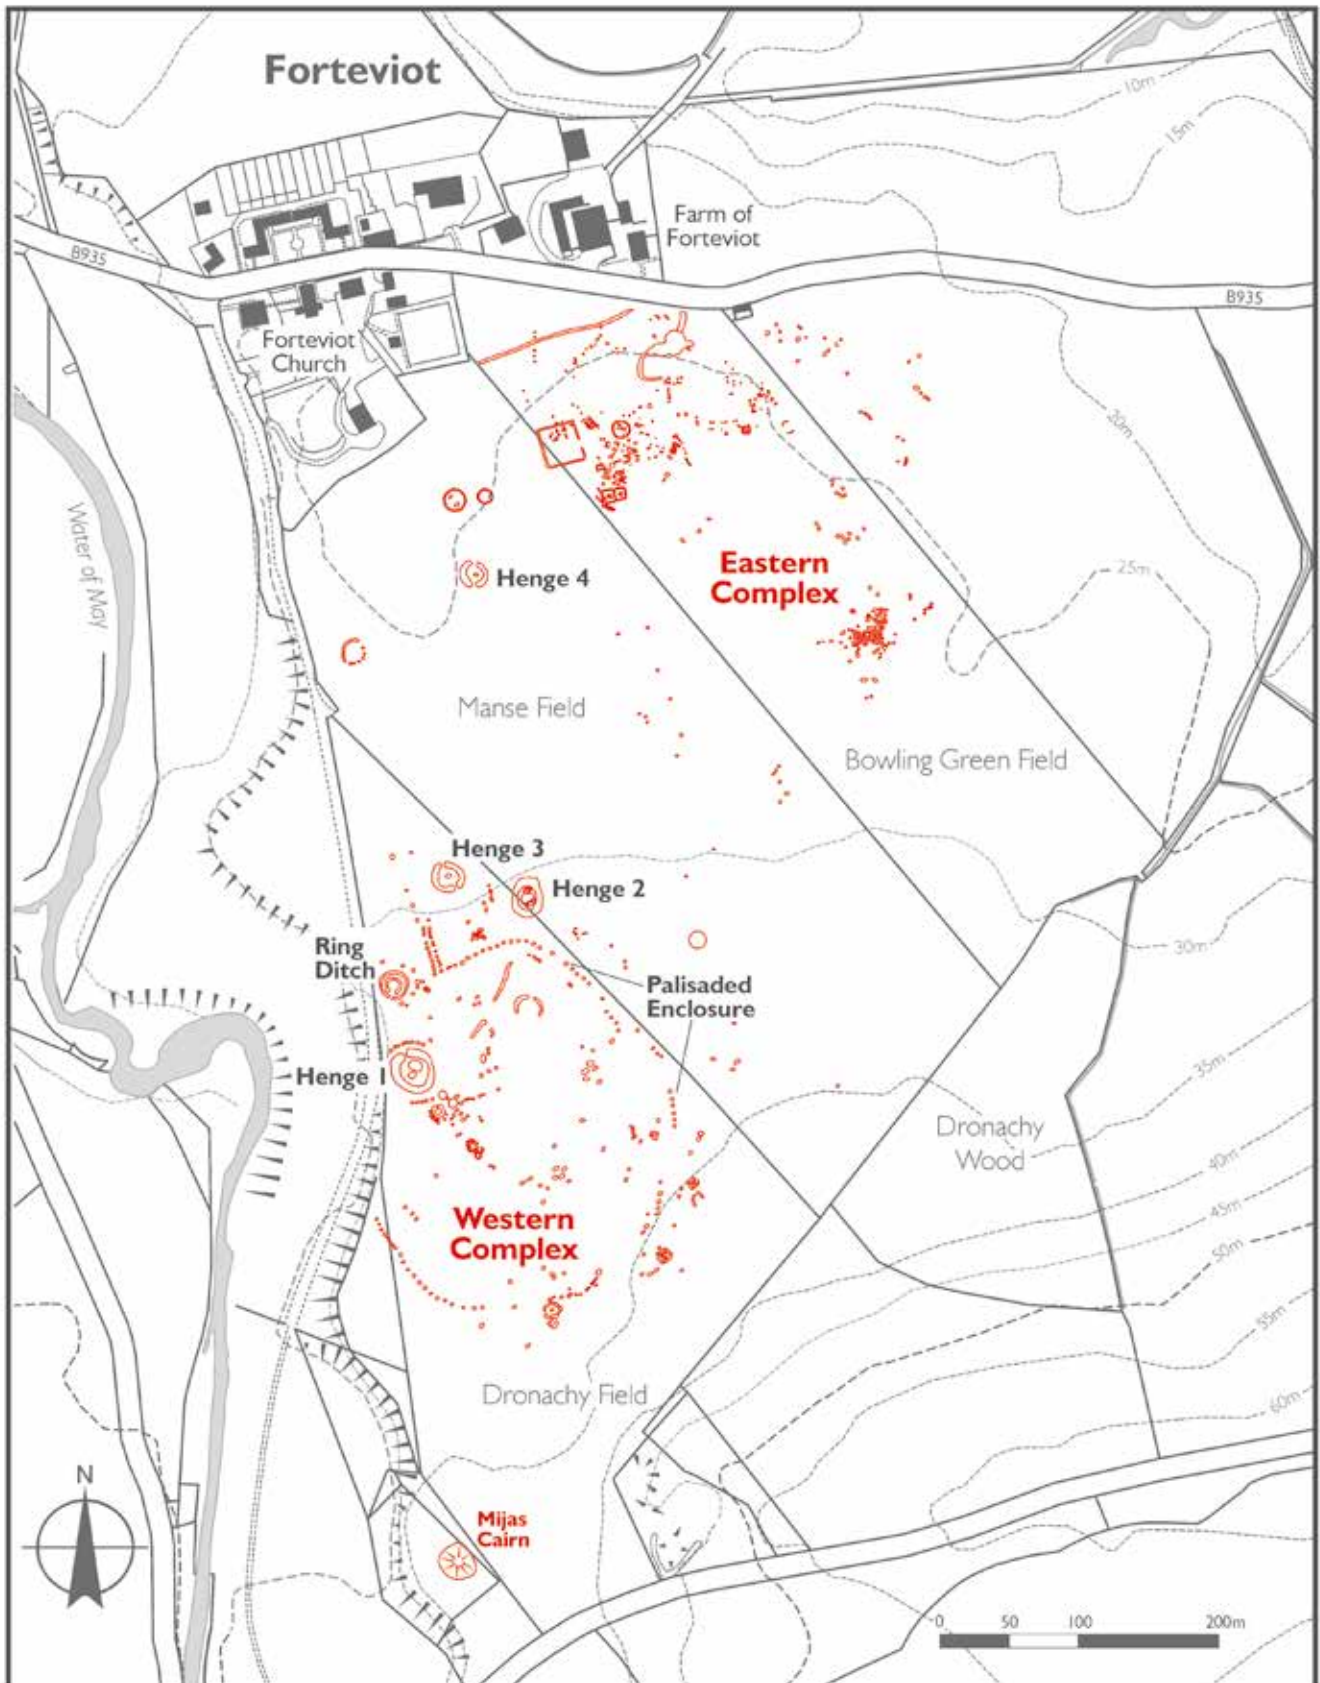 Forteviot
10m
15m
Farm of
Forteviot
B935
B935
Forteviot
Church
20m
Water of May
Henge 4
Eastern
Complex
25m
Manse Field
Bowling Green Field
Henge 3
Henge 2
30m
Ring
Ditch
Palisaded
Enclosure
Henge 1
35m
Dronachy
Wood
40m
45m
50m
Western
Complex
55m
Dronachy Field
60m
N
Mijas
Cairn
0 50 100 200m